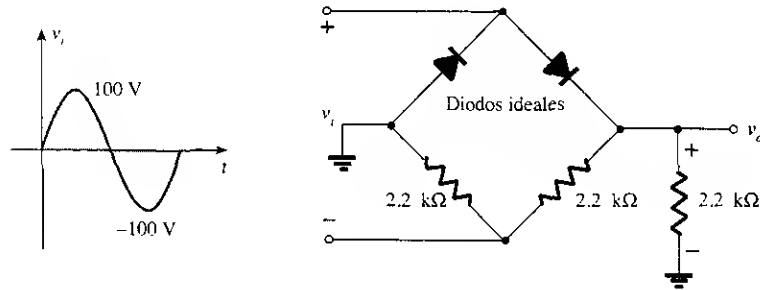 v_i
100 V
t
−100 V
+
v_i
−
Diodos ideales
2.2 kΩ
2.2 kΩ
v_o
+
2.2 kΩ
−